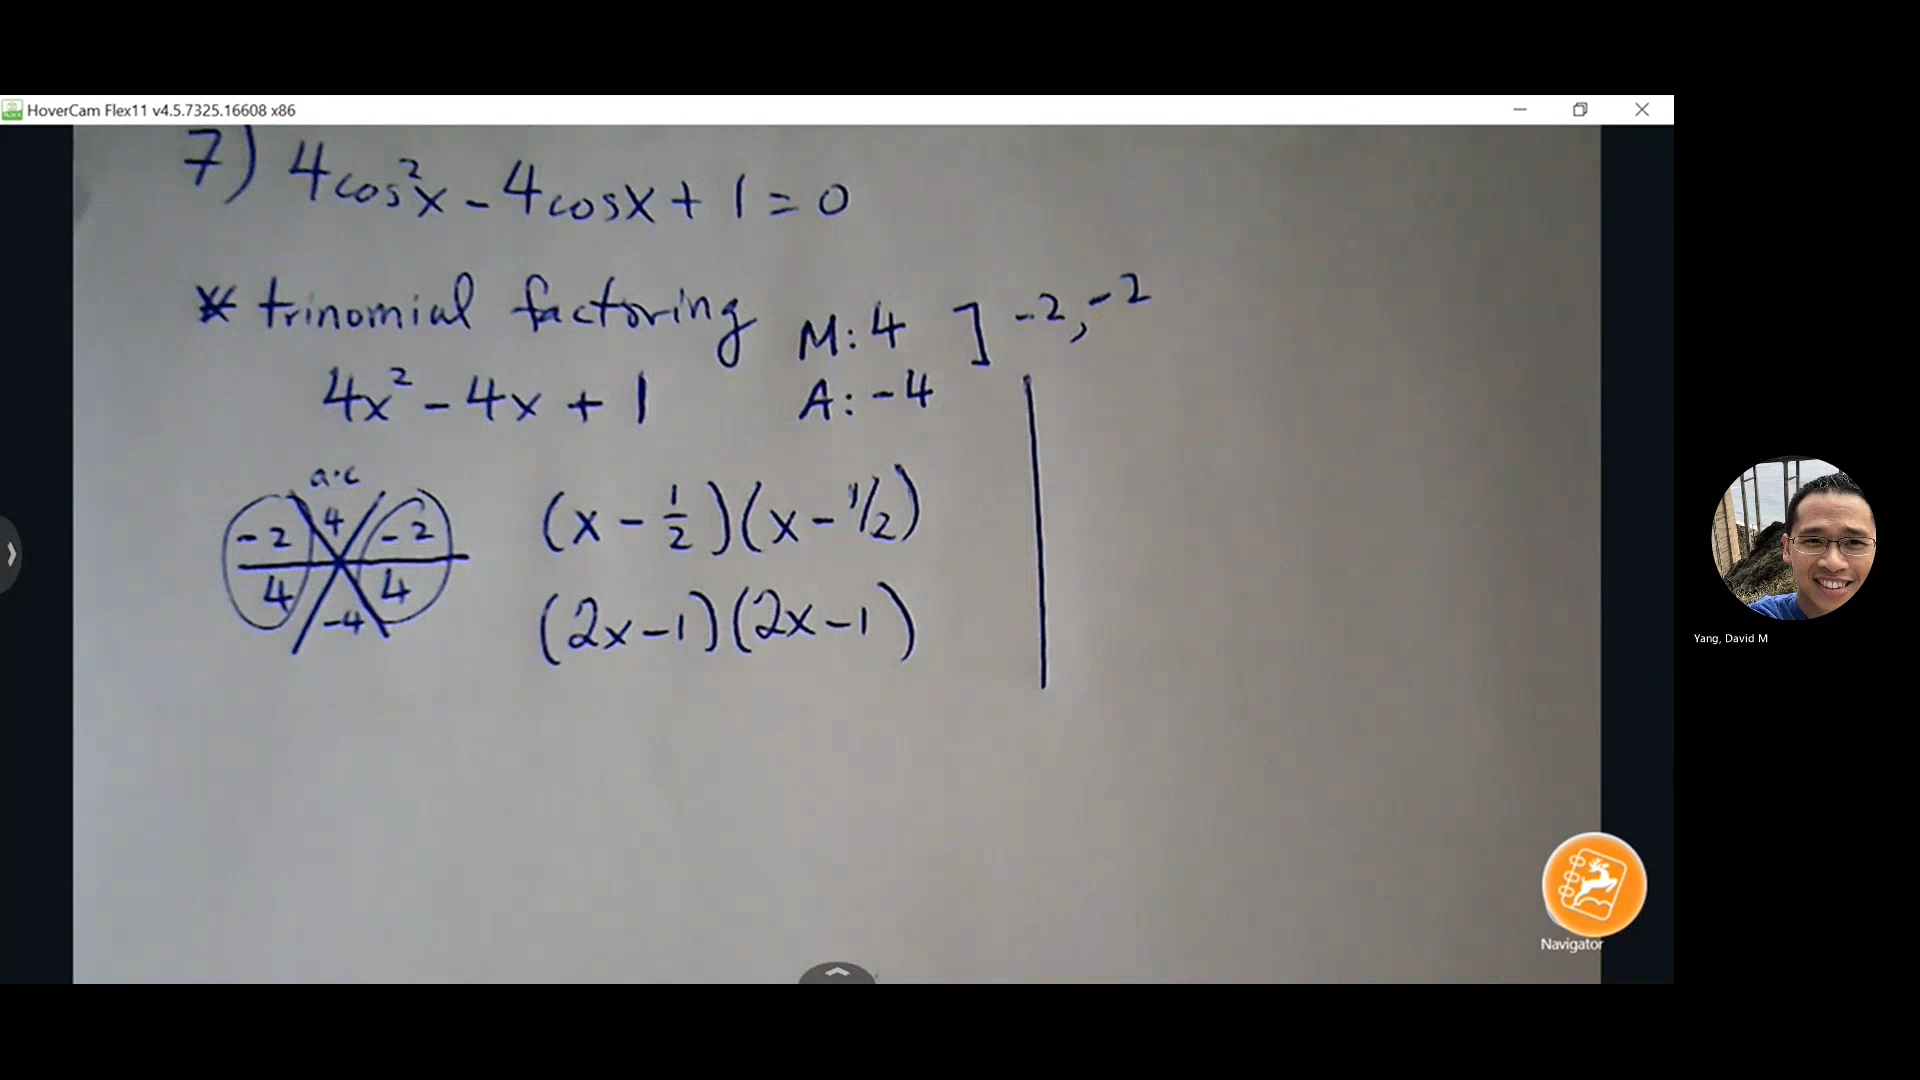 HoverCam Flex11 v4.5.7325.16608 x86
7) 4cos²x - 4cosx + 1 = 0
* trinomial factoring M: 4 ] -2, -2
4x² - 4x + 1 A: -4
a·c
-2 4 -2
4 -4 4
(x - 1/2)(x - 1/2)
(2x-1)(2x-1)
Yang, David M
Navigator